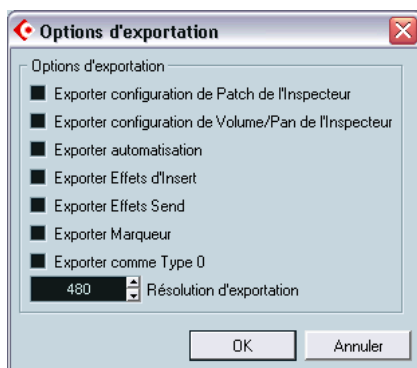 Options d'exportation
Options d'exportation
Exporter configuration de Patch de l'Inspecteur
Exporter configuration de Volume/Pan de l'Inspecteur
Exporter automatisation
Exporter Effets d'Insert
Exporter Effets Send
Exporter Marqueur
Exporter comme Type 0
480 Résolution d'exportation
OK Annuler